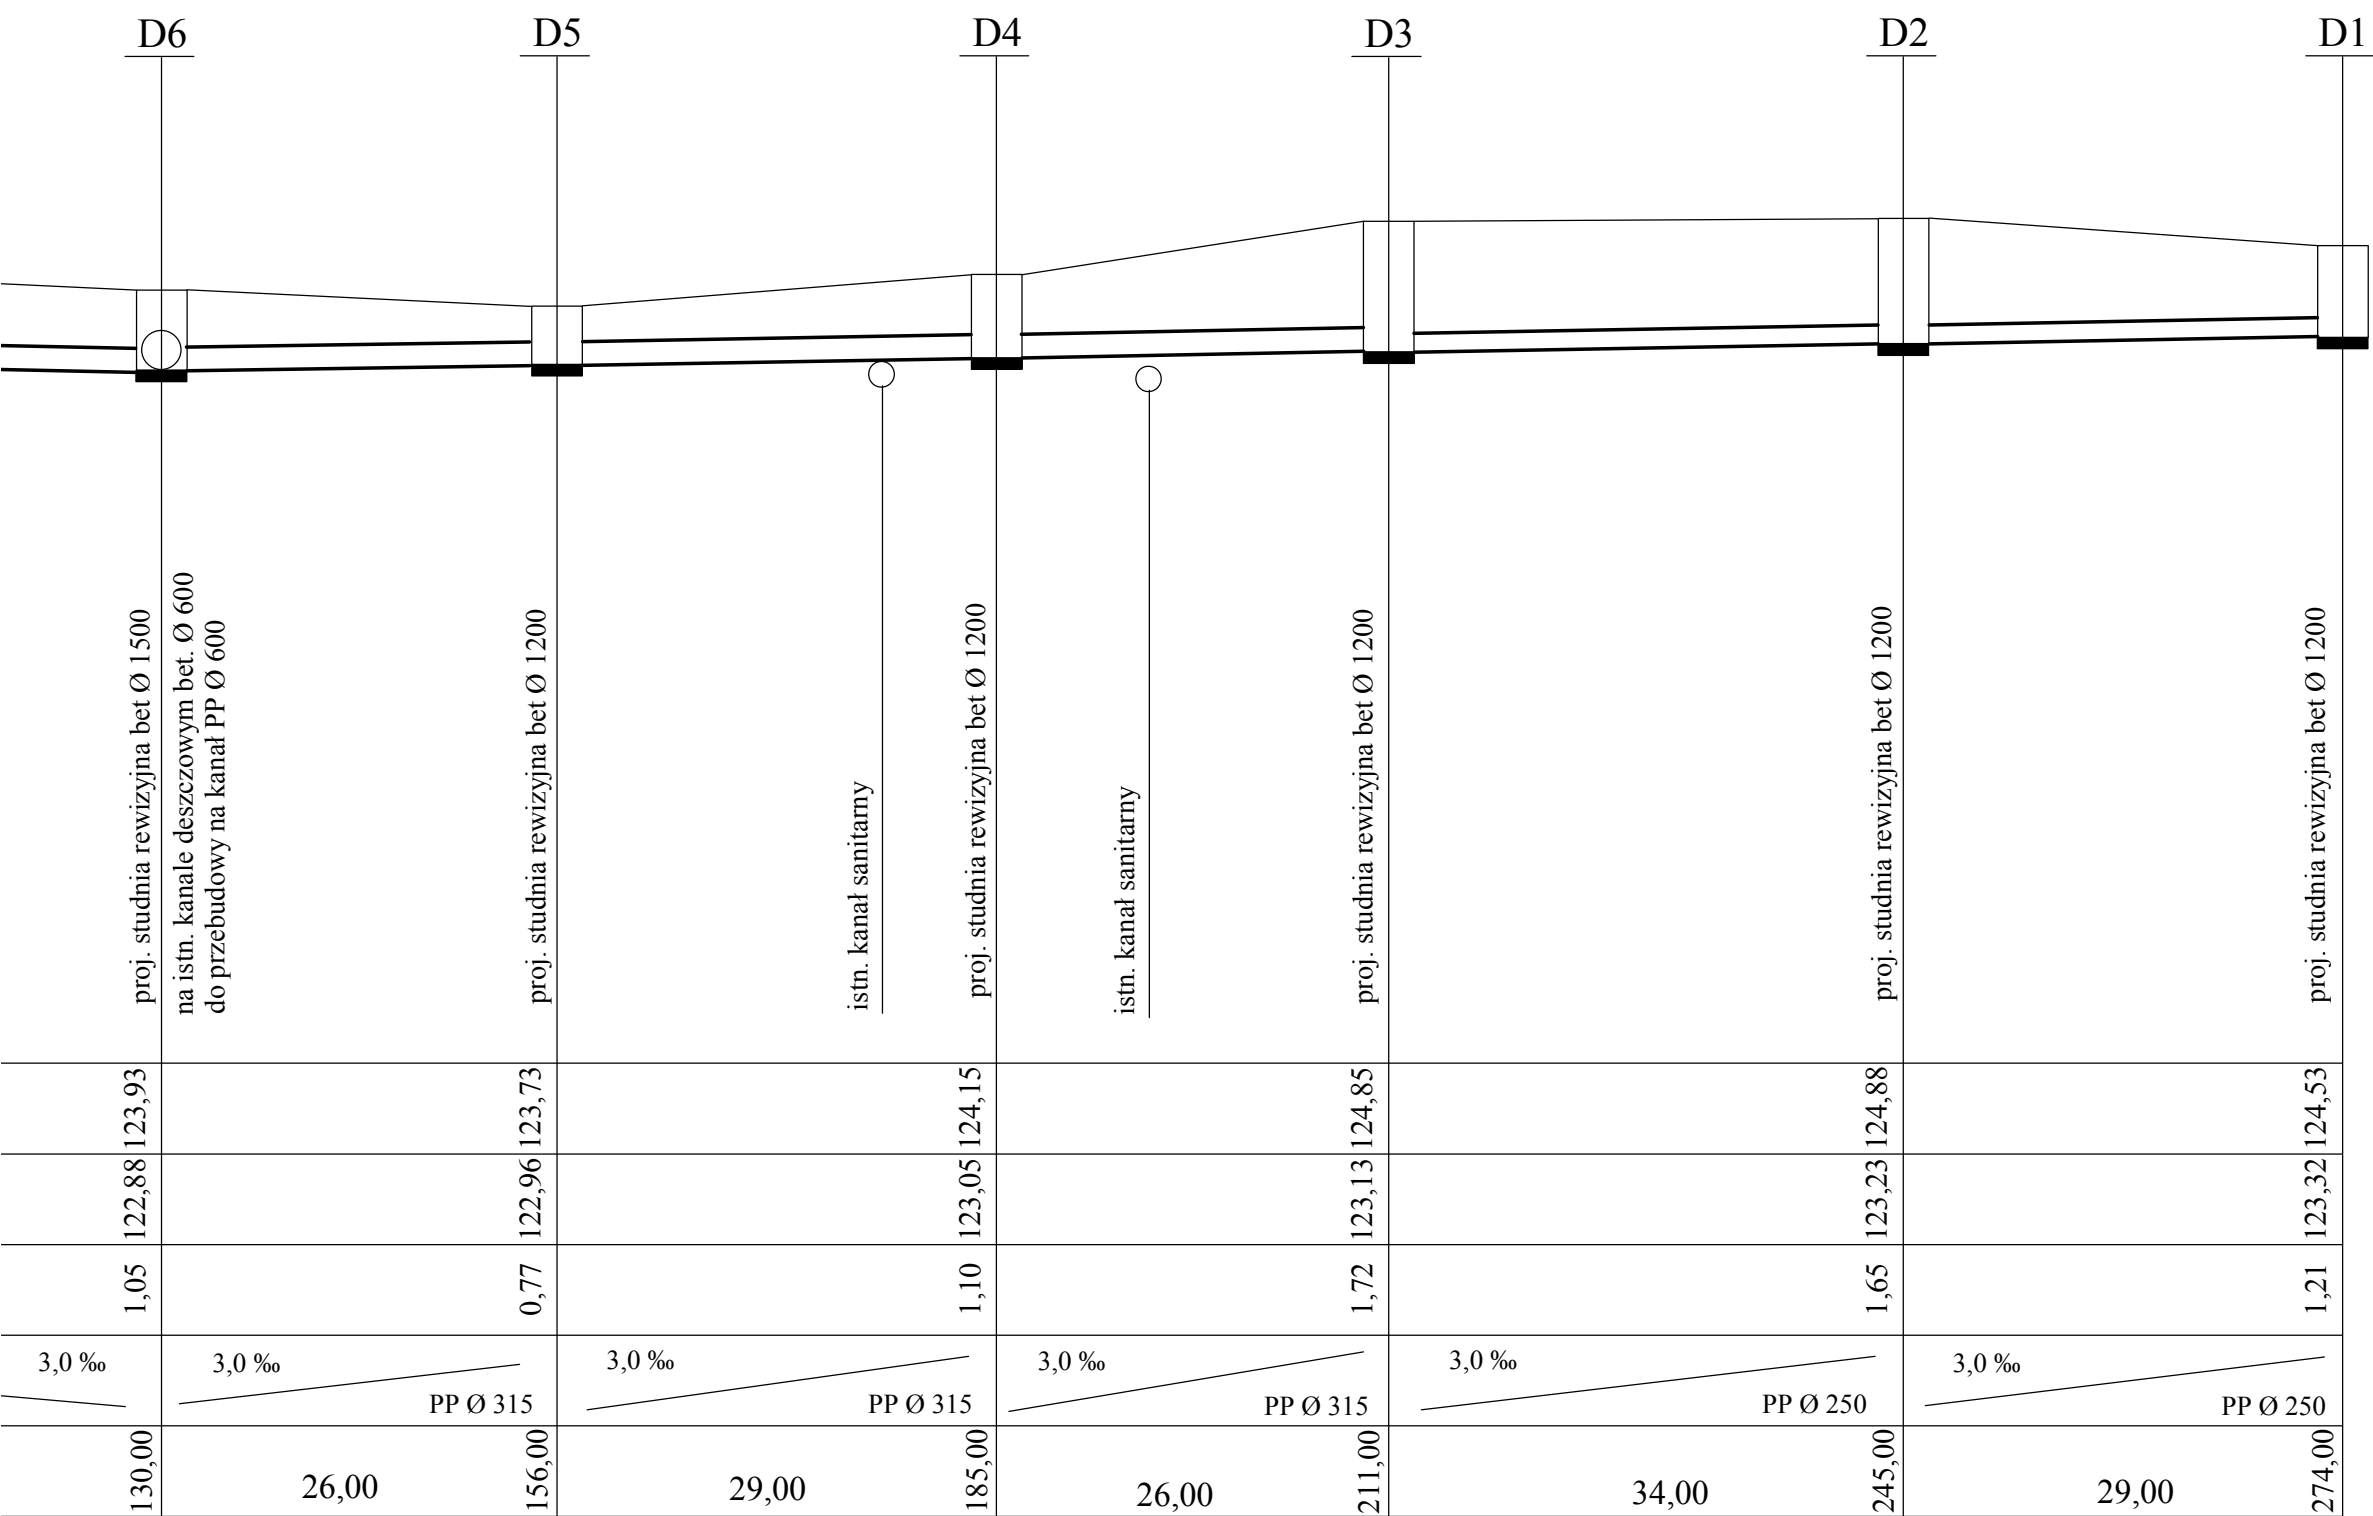 D6
D5
D4
D3
D2
D1
proj. studnia rewizyjna bet Ø 1500
na istn. kanale deszczowym bet. Ø 600
do przebudowy na kanał PP Ø 600
proj. studnia rewizyjna bet Ø 1200
istn. kanał sanitarny
proj. studnia rewizyjna bet Ø 1200
istn. kanał sanitarny
proj. studnia rewizyjna bet Ø 1200
proj. studnia rewizyjna bet Ø 1200
proj. studnia rewizyjna bet Ø 1200
123,93
123,73
124,15
124,85
124,88
124,53
122,88
122,96
123,05
123,13
123,23
123,32
1,05
0,77
1,10
1,72
1,65
1,21
3,0 ‰
3,0 ‰
PP Ø 315
3,0 ‰
PP Ø 315
3,0 ‰
PP Ø 315
3,0 ‰
PP Ø 250
3,0 ‰
PP Ø 250
130,00
26,00
156,00
29,00
185,00
26,00
211,00
34,00
245,00
29,00
274,00